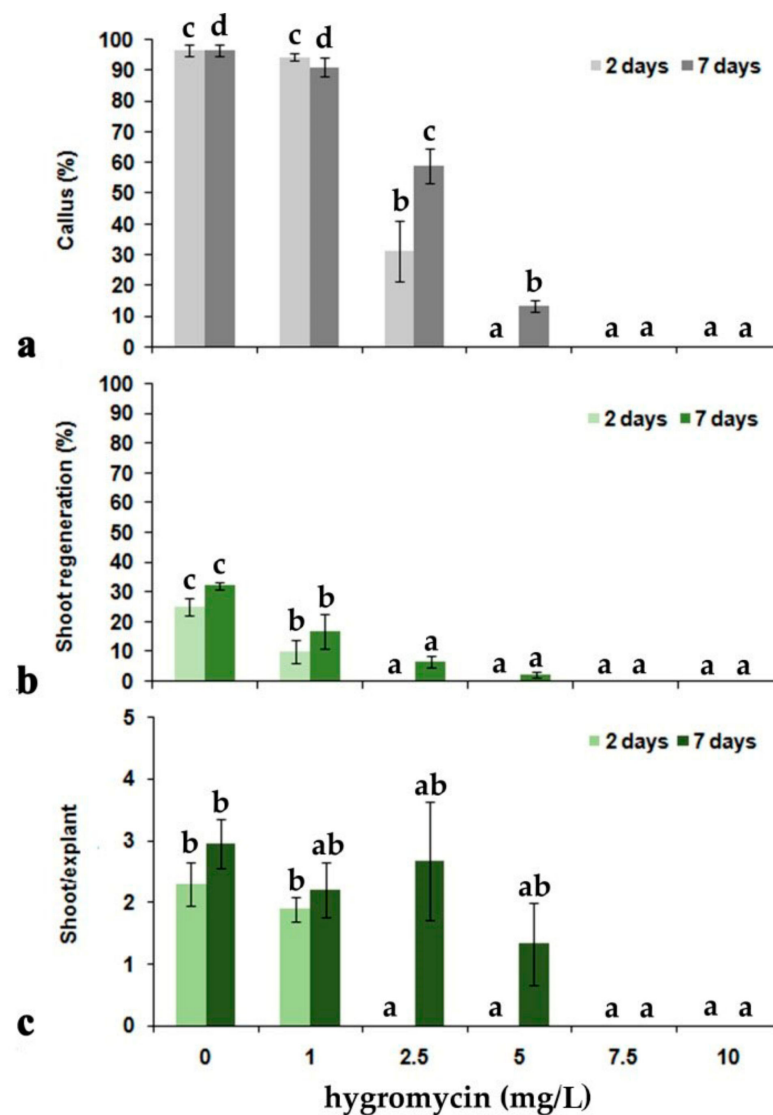 c d c d
100
90
80
70
60
50
40
30
20
10
0
Callus (%)
2 days 7 days
b c
a b
a a a a
a
100
90
80
70
60
50
40
30
20
10
0
Shoot regeneration (%)
2 days 7 days
c c
b b
a a
a a
a a a a
b
5
4
3
2
1
0
Shoot/explant
2 days 7 days
b b
b ab
a ab
a ab
a a a a
c
0 1 2.5 5 7.5 10
hygromycin (mg/L)